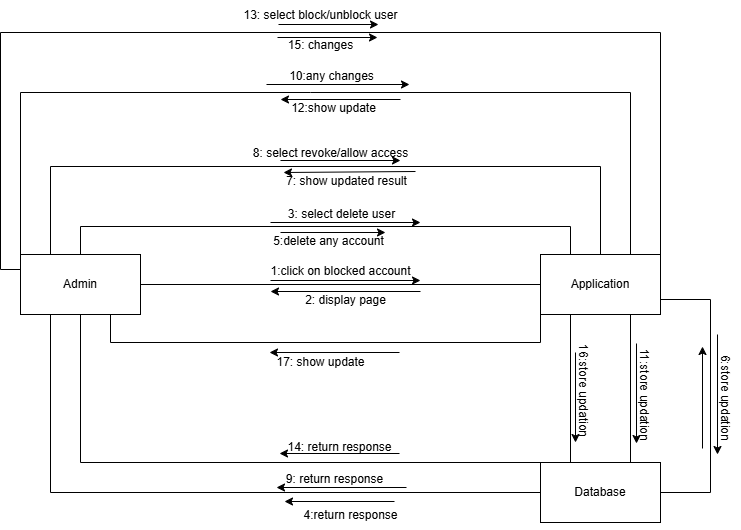 13: select block/unblock user
15: changes
10:any changes
12:show update
8: select revoke/allow access
7: show updated result
3: select delete user
5:delete any account
Admin
1:click on blocked account
Application
2: display page
17: show update
16:store updation
11:store updation
6:store updation
14: return response
9: return response
Database
4:return response